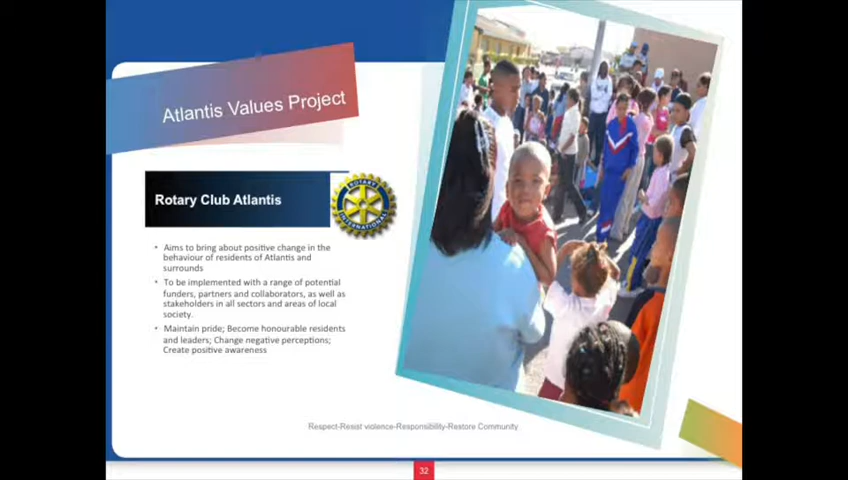 Atlantis Values Project
Rotary Club Atlantis
ROTARY
INTERNATIONAL
• Aims to bring about positive change in the
behaviour of residents of Atlantis and
surrounds
• To be implemented with a range of potential
funders, partners and collaborators, as well as
stakeholders in all sectors and areas of local
society.
• Maintain pride; Become honourable residents
and leaders; Change negative perceptions;
Create positive awareness
Respect-Resist violence-Responsibility-Restore Community
32